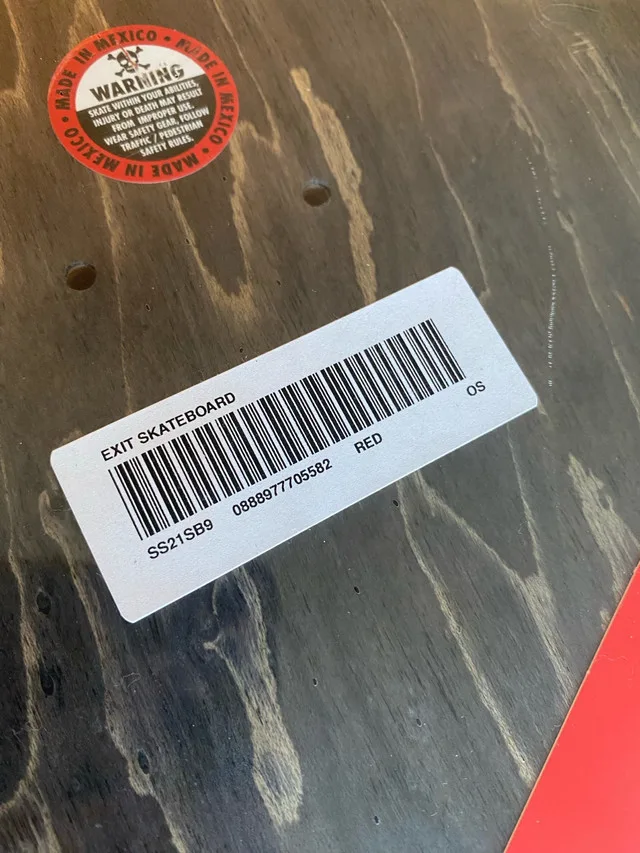 MADE IN MEXICO • MADE IN MEXICO • MADE IN MEXICO •
WARNING
SKATE WITHIN YOUR ABILITIES.
INJURY OR DEATH MAY RESULT
FROM IMPROPER USE.
WEAR SAFETY GEAR. FOLLOW
TRAFFIC / PEDESTRIAN
SAFETY RULES.
EXIT SKATEBOARD
SS21SB9 0888977705582 RED OS